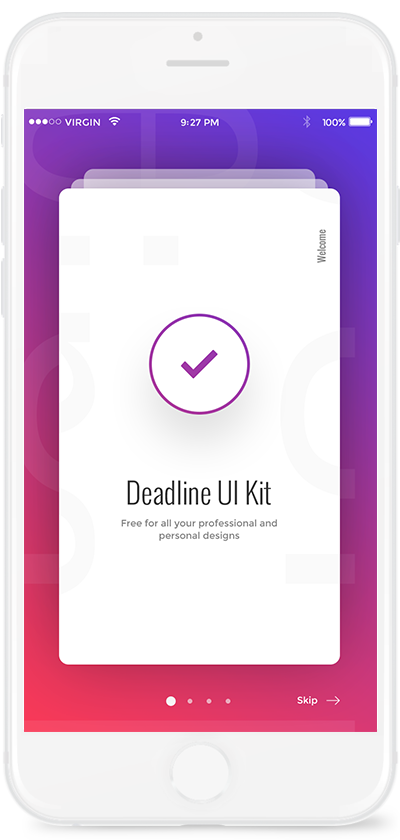 VIRGIN 9:27 PM 100%
Welcome
Deadline UI Kit
Free for all your professional and
personal designs
Skip